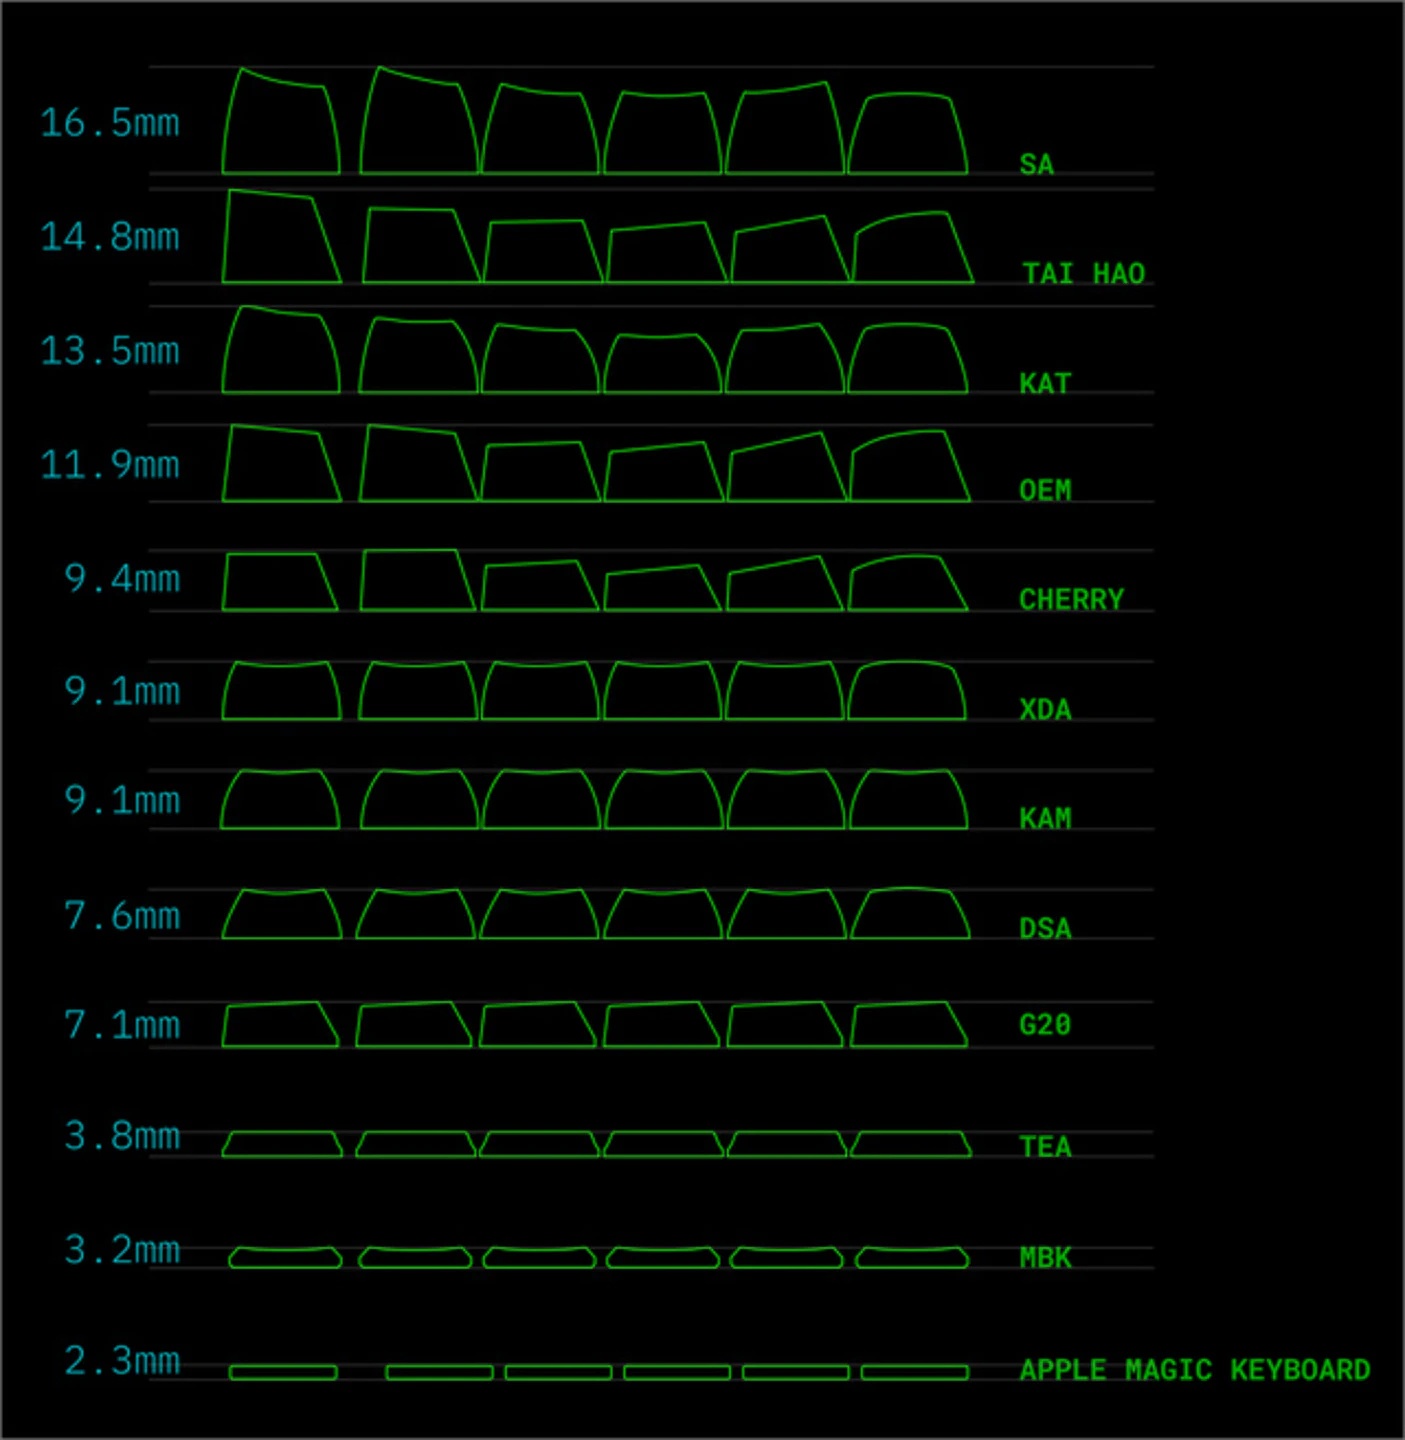 16.5mm SA
14.8mm TAI HAO
13.5mm KAT
11.9mm OEM
9.4mm CHERRY
9.1mm XDA
9.1mm KAM
7.6mm DSA
7.1mm G20
3.8mm TEA
3.2mm MBK
2.3mm APPLE MAGIC KEYBOARD